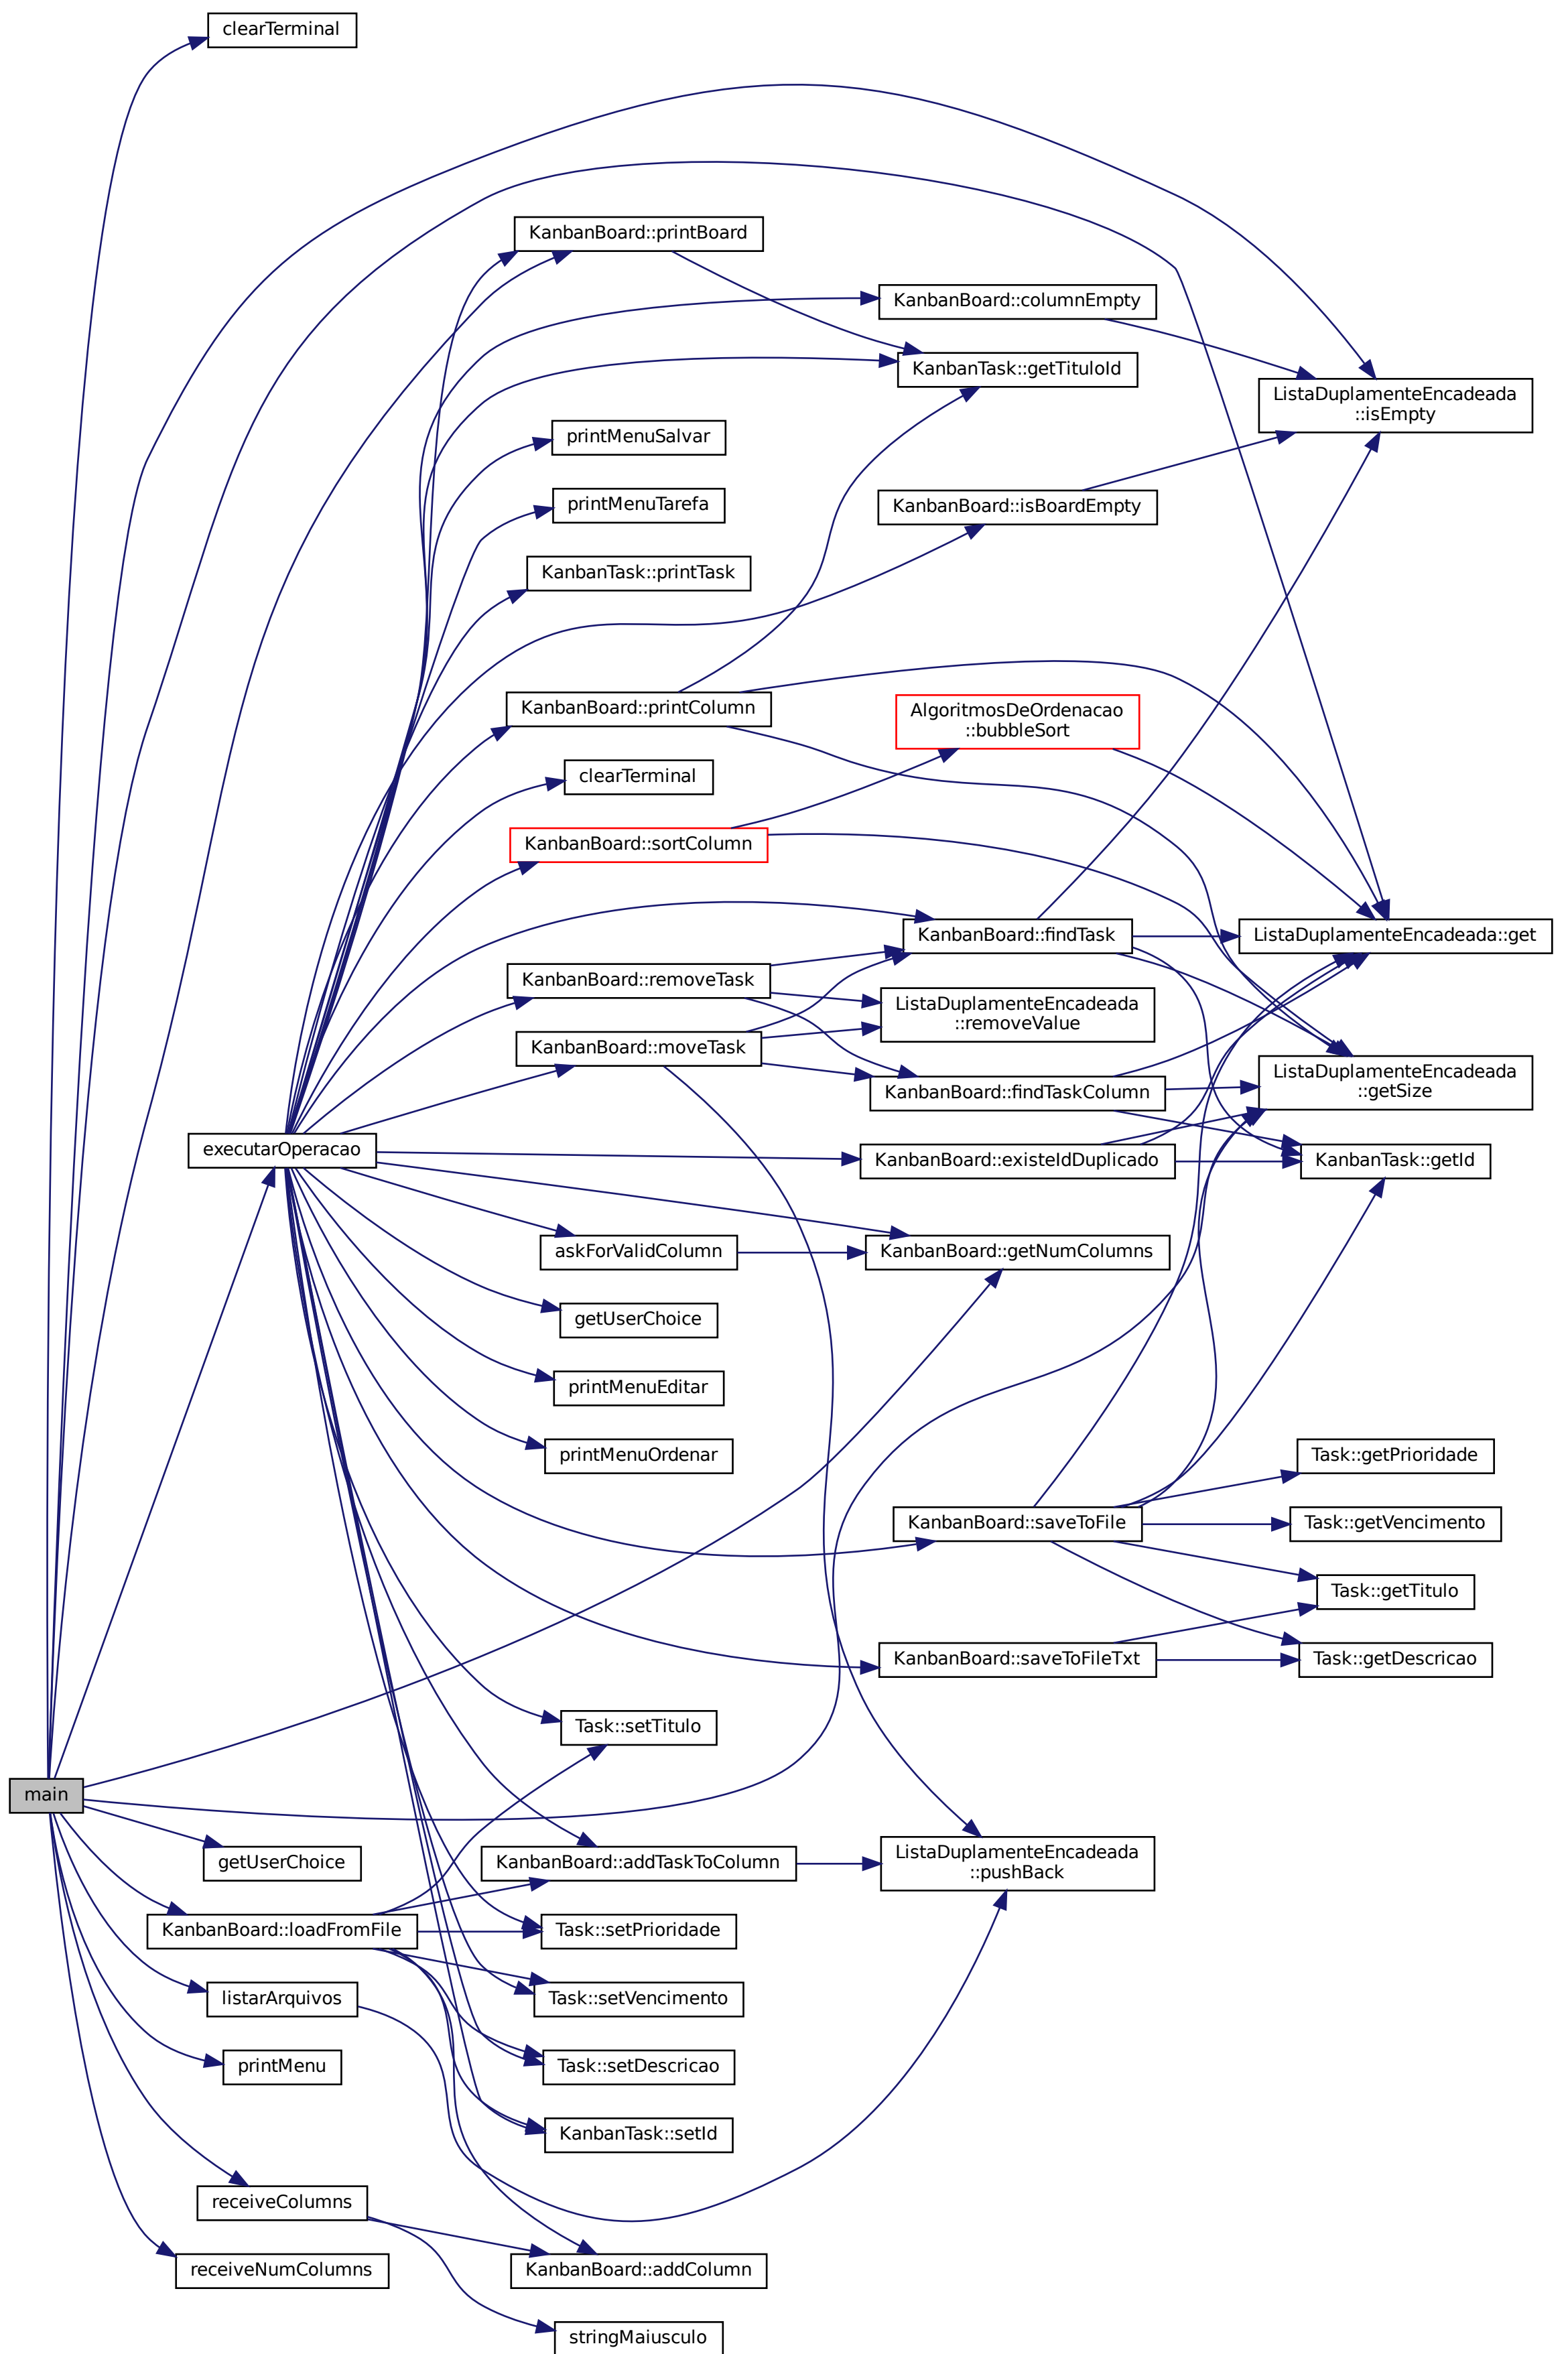 clearTerminal
KanbanBoard::printBoard
KanbanBoard::columnEmpty
KanbanTask::getTituloId
ListaDuplamenteEncadeada
::isEmpty
printMenuSalvar
printMenuTarefa
KanbanBoard::isBoardEmpty
KanbanTask::printTask
KanbanBoard::printColumn
AlgoritmosDeOrdenacao
::bubbleSort
clearTerminal
KanbanBoard::sortColumn
KanbanBoard::findTask
ListaDuplamenteEncadeada::get
KanbanBoard::removeTask
ListaDuplamenteEncadeada
::removeValue
KanbanBoard::moveTask
ListaDuplamenteEncadeada
::getSize
KanbanBoard::findTaskColumn
executarOperacao
KanbanBoard::existeIdDuplicado
KanbanTask::getId
askForValidColumn
KanbanBoard::getNumColumns
getUserChoice
printMenuEditar
printMenuOrdenar
Task::getPrioridade
KanbanBoard::saveToFile
Task::getVencimento
Task::getTitulo
KanbanBoard::saveToFileTxt
Task::getDescricao
Task::setTitulo
main
getUserChoice
KanbanBoard::addTaskToColumn
ListaDuplamenteEncadeada
::pushBack
KanbanBoard::loadFromFile
Task::setPrioridade
listarArquivos
Task::setVencimento
printMenu
Task::setDescricao
KanbanTask::setId
receiveColumns
receiveNumColumns
KanbanBoard::addColumn
stringMaiusculo